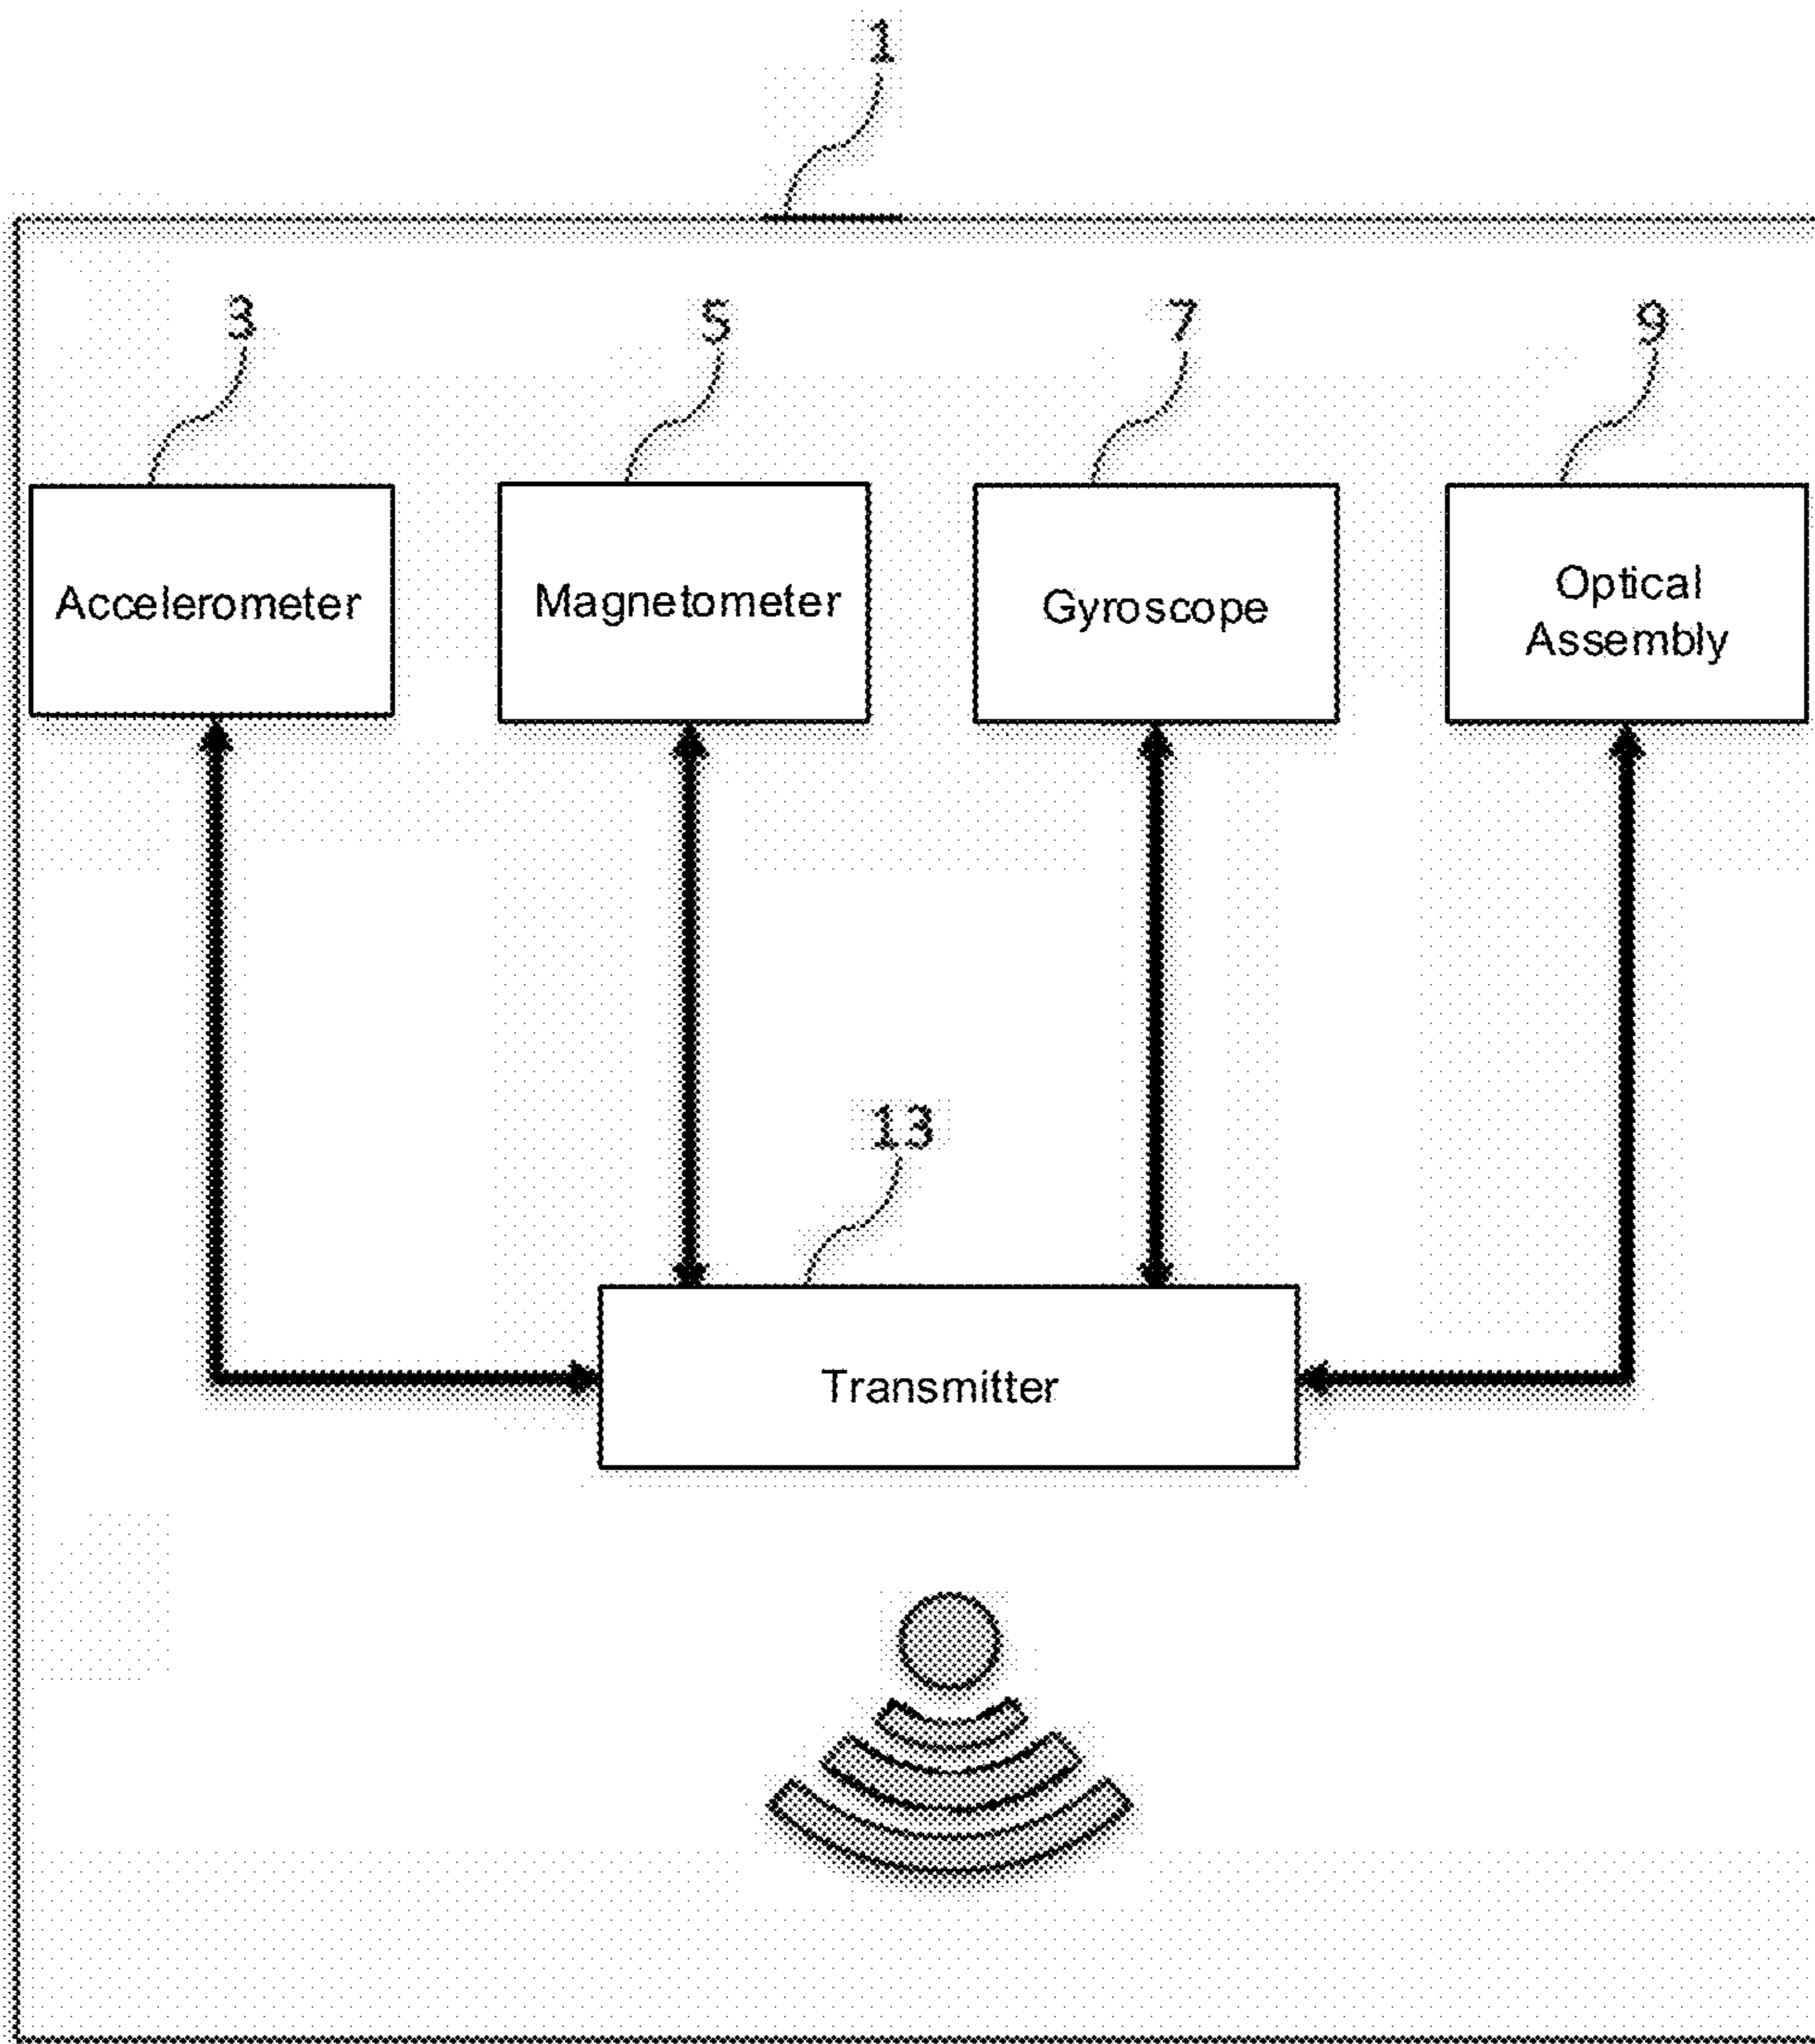 1
3
5
7
9
Accelerometer
Magnetometer
Gyroscope
Optical
Assembly
13
Transmitter